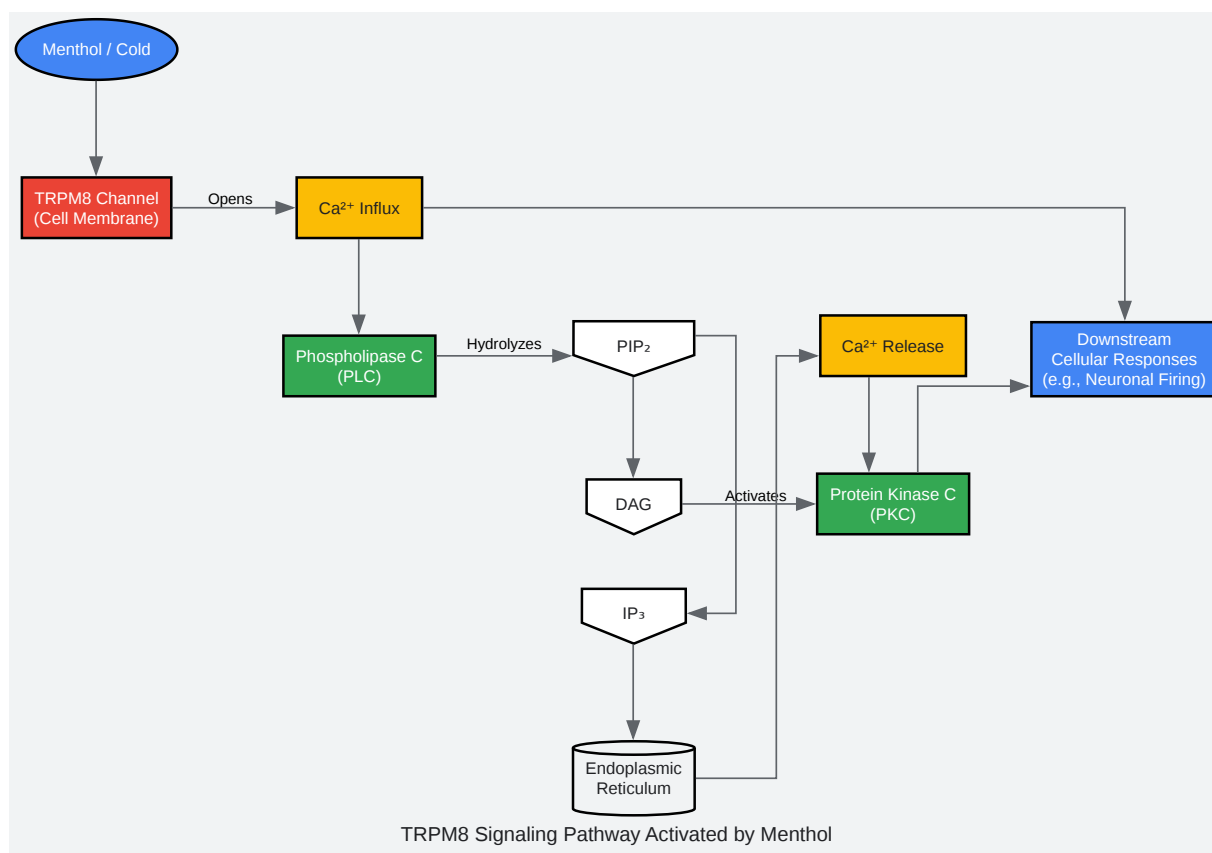 Menthol / Cold
TRPM8 Channel
(Cell Membrane)
Opens
Ca²⁺ Influx
Phospholipase C
(PLC)
Hydrolyzes
PIP₂
Ca²⁺ Release
Downstream
Cellular Responses
(e.g., Neuronal Firing)
DAG
Activates
Protein Kinase C
(PKC)
IP₃
Endoplasmic
Reticulum
TRPM8 Signaling Pathway Activated by Menthol